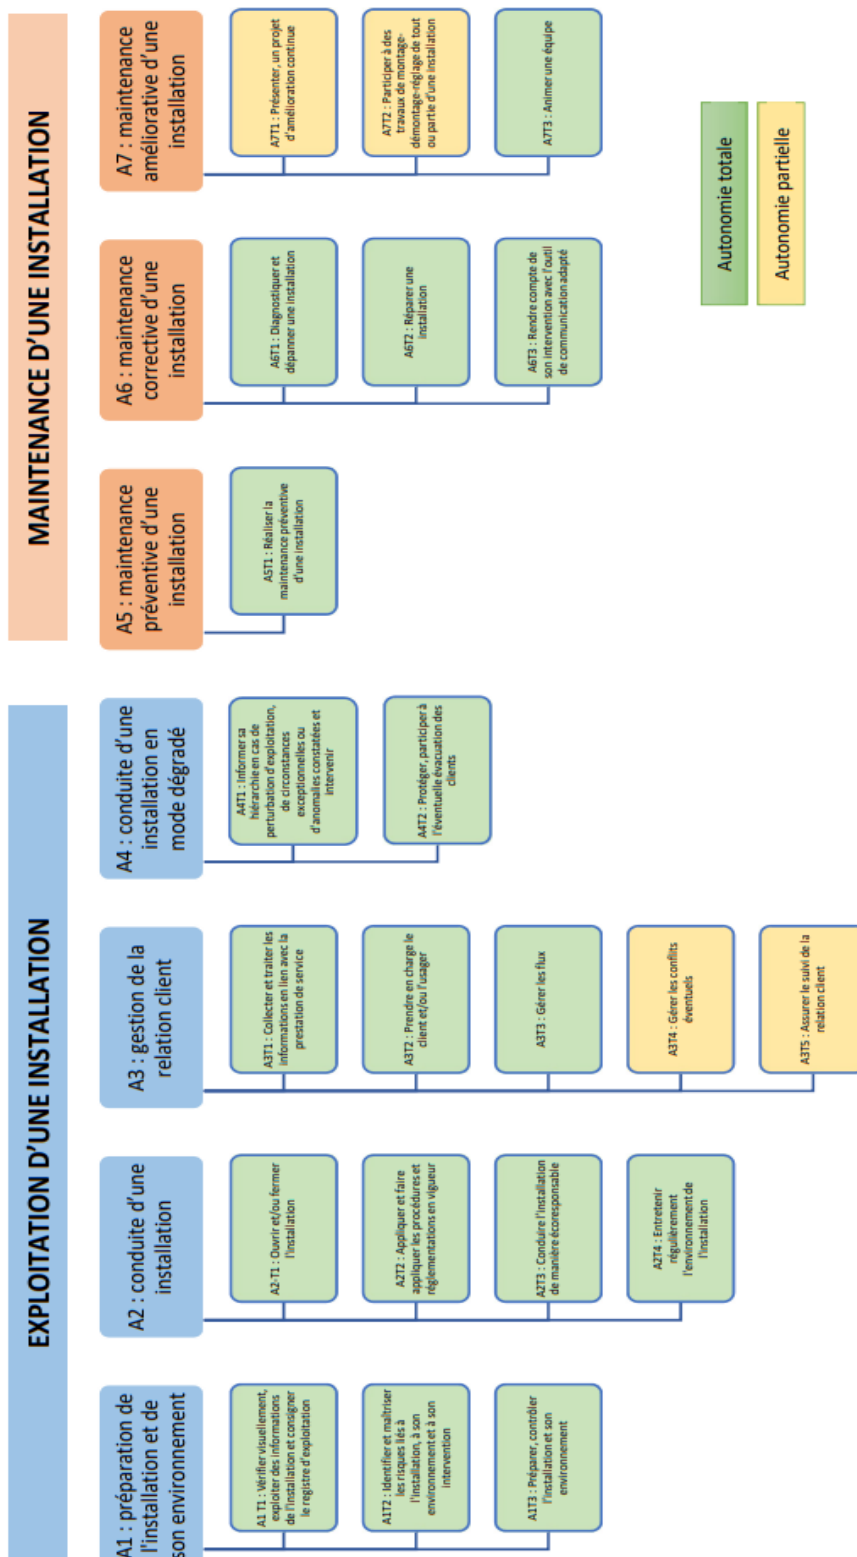 EXPLOITATION D'UNE INSTALLATION
A1 : préparation de
l'installation et de
son environnement
A1 T1 : Vérifier visuellement,
exploiter des informations
de l'installation et consigner
le registre d'exploitation
A1T2 : Identifier et maîtriser
les risques liés à
l'installation, à son
environnement et à son
intervention
A1T3 : Préparer, contrôler
l'installation et son
environnement
A2 : conduite d'une
installation
A2-T1 : Ouvrir et/ou fermer
l'installation
A2T2 : Appliquer et faire
appliquer les procédures et
réglementations en vigueur
A2T3 : Conduire l'installation
de manière écoresponsable
A2T4 : Entretenir
régulièrement
l'environnement de
l'installation
A3 : gestion de la
relation client
A3T1 : Collecter et traiter les
informations en lien avec la
prestation de service
A3T2 : Prendre en charge le
client et/ou l'usager
A3T3 : Gérer les flux
A3T4 : Gérer les conflits
éventuels
A3T5 : Assurer le suivi de la
relation client
A4 : conduite d'une
installation en
mode dégradé
A4T1 : Informer sa
hiérarchie en cas de
perturbation d'exploitation,
de circonstances
exceptionnelles ou
d'anomalies constatées et
intervenir
A4T2 : Protéger, participer à
l'éventuelle évacuation des
clients
MAINTENANCE D'UNE INSTALLATION
A5 : maintenance
préventive d'une
installation
A5T1 : Réaliser la
maintenance préventive
d'une installation
A6 : maintenance
corrective d'une
installation
A6T1 : Diagnostiquer et
dépanner une installation
A6T2 : Réparer une
installation
A6T3 : Rendre compte de
son intervention avec l'outil
de communication adapté
A7 : maintenance
améliorative d'une
installation
A7T1 : Présenter, un projet
d'amélioration continue
A7T2 : Participer à des
travaux de montage-
démontage-réglage de tout
ou partie d'une installation
A7T3 : Animer une équipe
Autonomie totale
Autonomie partielle